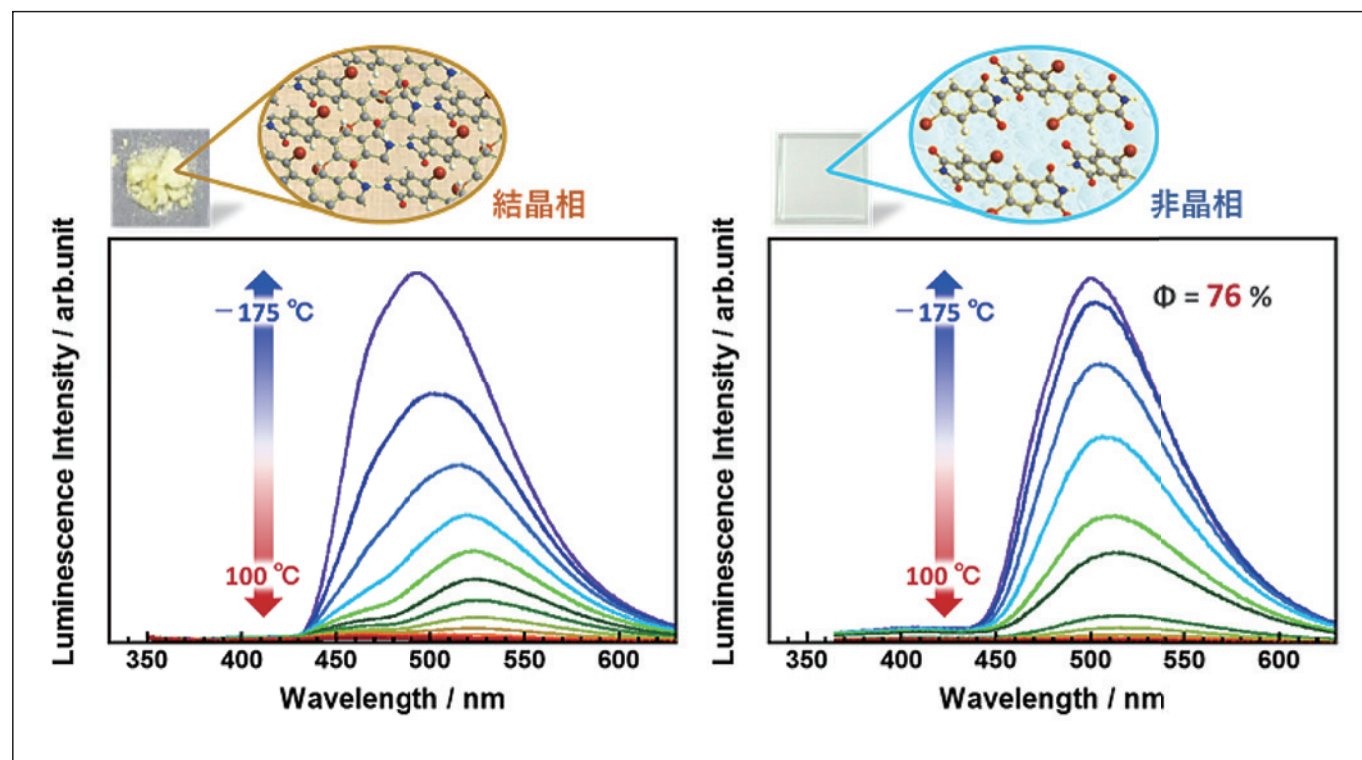 結晶相
Luminescence Intensity / arb.unit
－175 ℃
100 ℃
350 400 450 500 550 600
Wavelength / nm
非晶相
Luminescence Intensity / arb.unit
－175 ℃
Φ = 76 %
100 ℃
350 400 450 500 550 600
Wavelength / nm